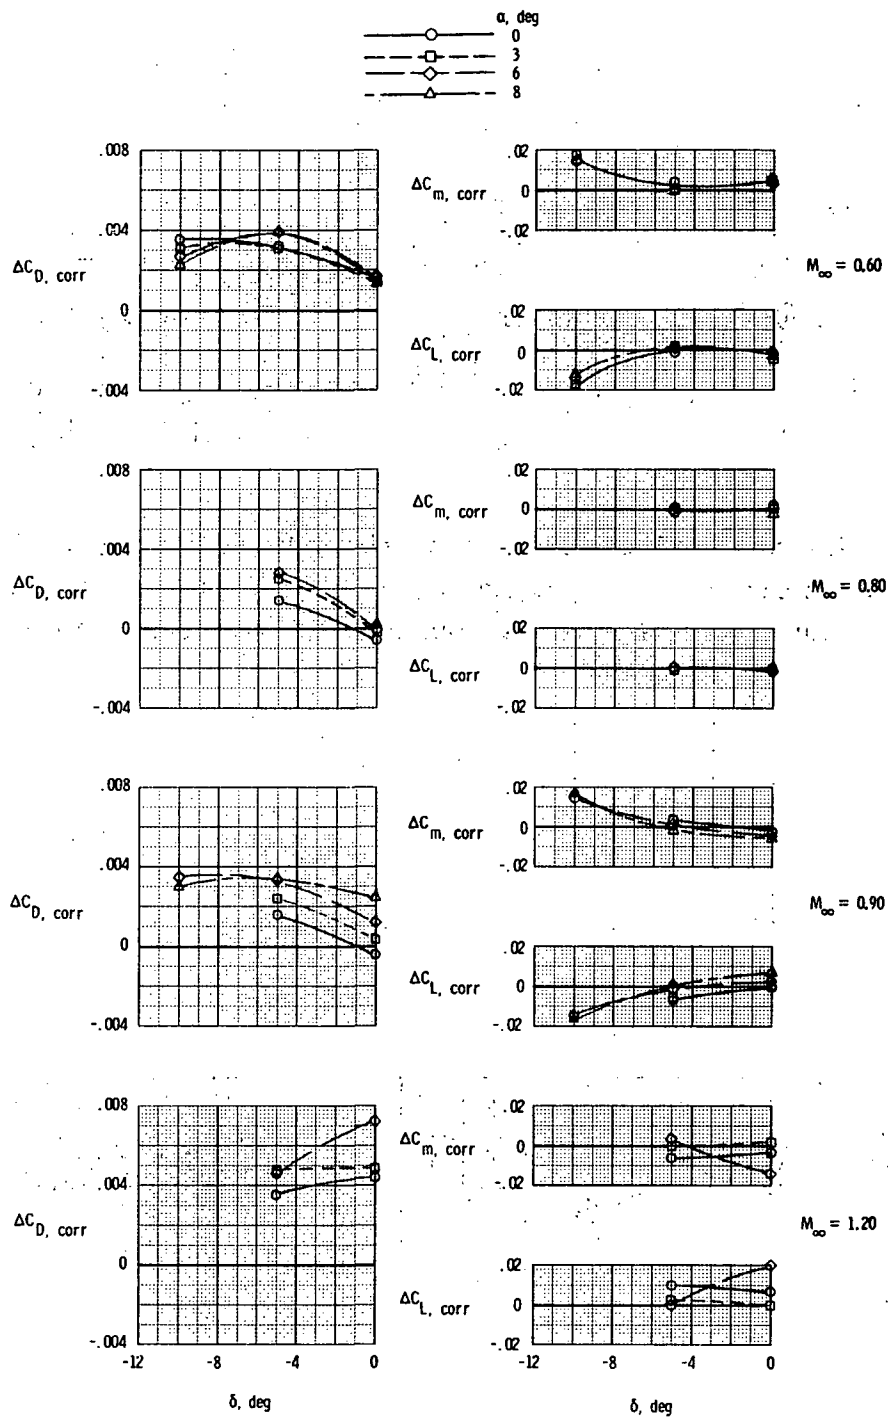 α, deg
0
3
6
8
.008
.004
0
-.004
ΔC_D, corr
.02
0
-.02
ΔC_m, corr
.02
0
-.02
ΔC_L, corr
M_∞ = 0.60
.008
.004
0
-.004
ΔC_D, corr
.02
0
-.02
ΔC_m, corr
.02
0
-.02
ΔC_L, corr
M_∞ = 0.80
.008
.004
0
-.004
ΔC_D, corr
.02
0
-.02
ΔC_m, corr
.02
0
-.02
ΔC_L, corr
M_∞ = 0.90
.008
.004
0
-.004
ΔC_D, corr
-12 -8 -4 0
δ, deg
.02
0
-.02
ΔC_m, corr
.02
0
-.02
ΔC_L, corr
M_∞ = 1.20
-12 -8 -4 0
δ, deg